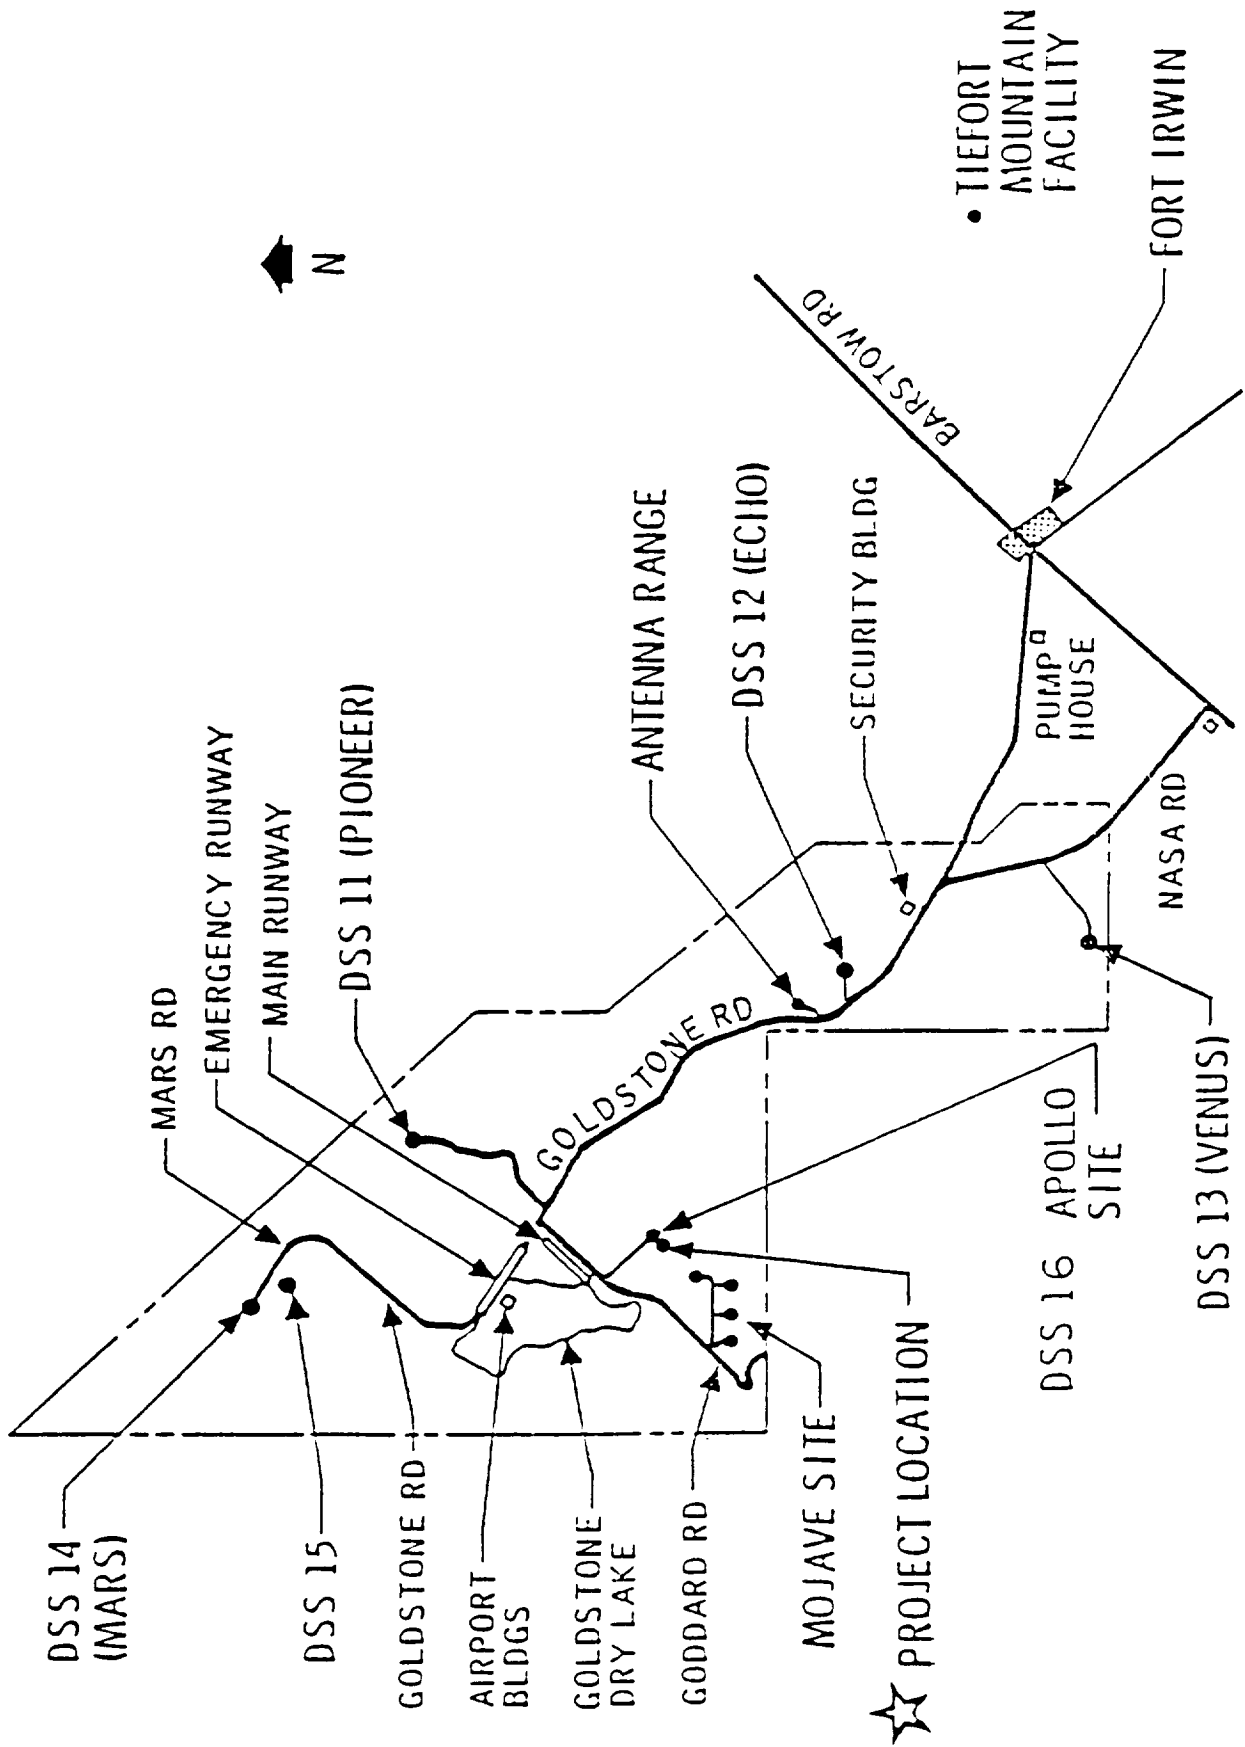 DSS 14
(MARS)
DSS 15
GOLDSTONE RD
AIRPORT
BLDGS
GOLDSTONE
DRY LAKE
GODDARD RD
MOJAVE SITE
PROJECT LOCATION
MARS RD
EMERGENCY RUNWAY
MAIN RUNWAY
DSS 11 (PIONEER)
GOLDSTONE RD
DSS 16 APOLLO
SITE
DSS 13 (VENUS)
ANTENNA RANGE
DSS 12 (ECHO)
SECURITY BLDG
NASA RD
PUMP
HOUSE
N
BARSTOW RD
TIEFORT
MOUNTAIN
FACILITY
FORT IRWIN